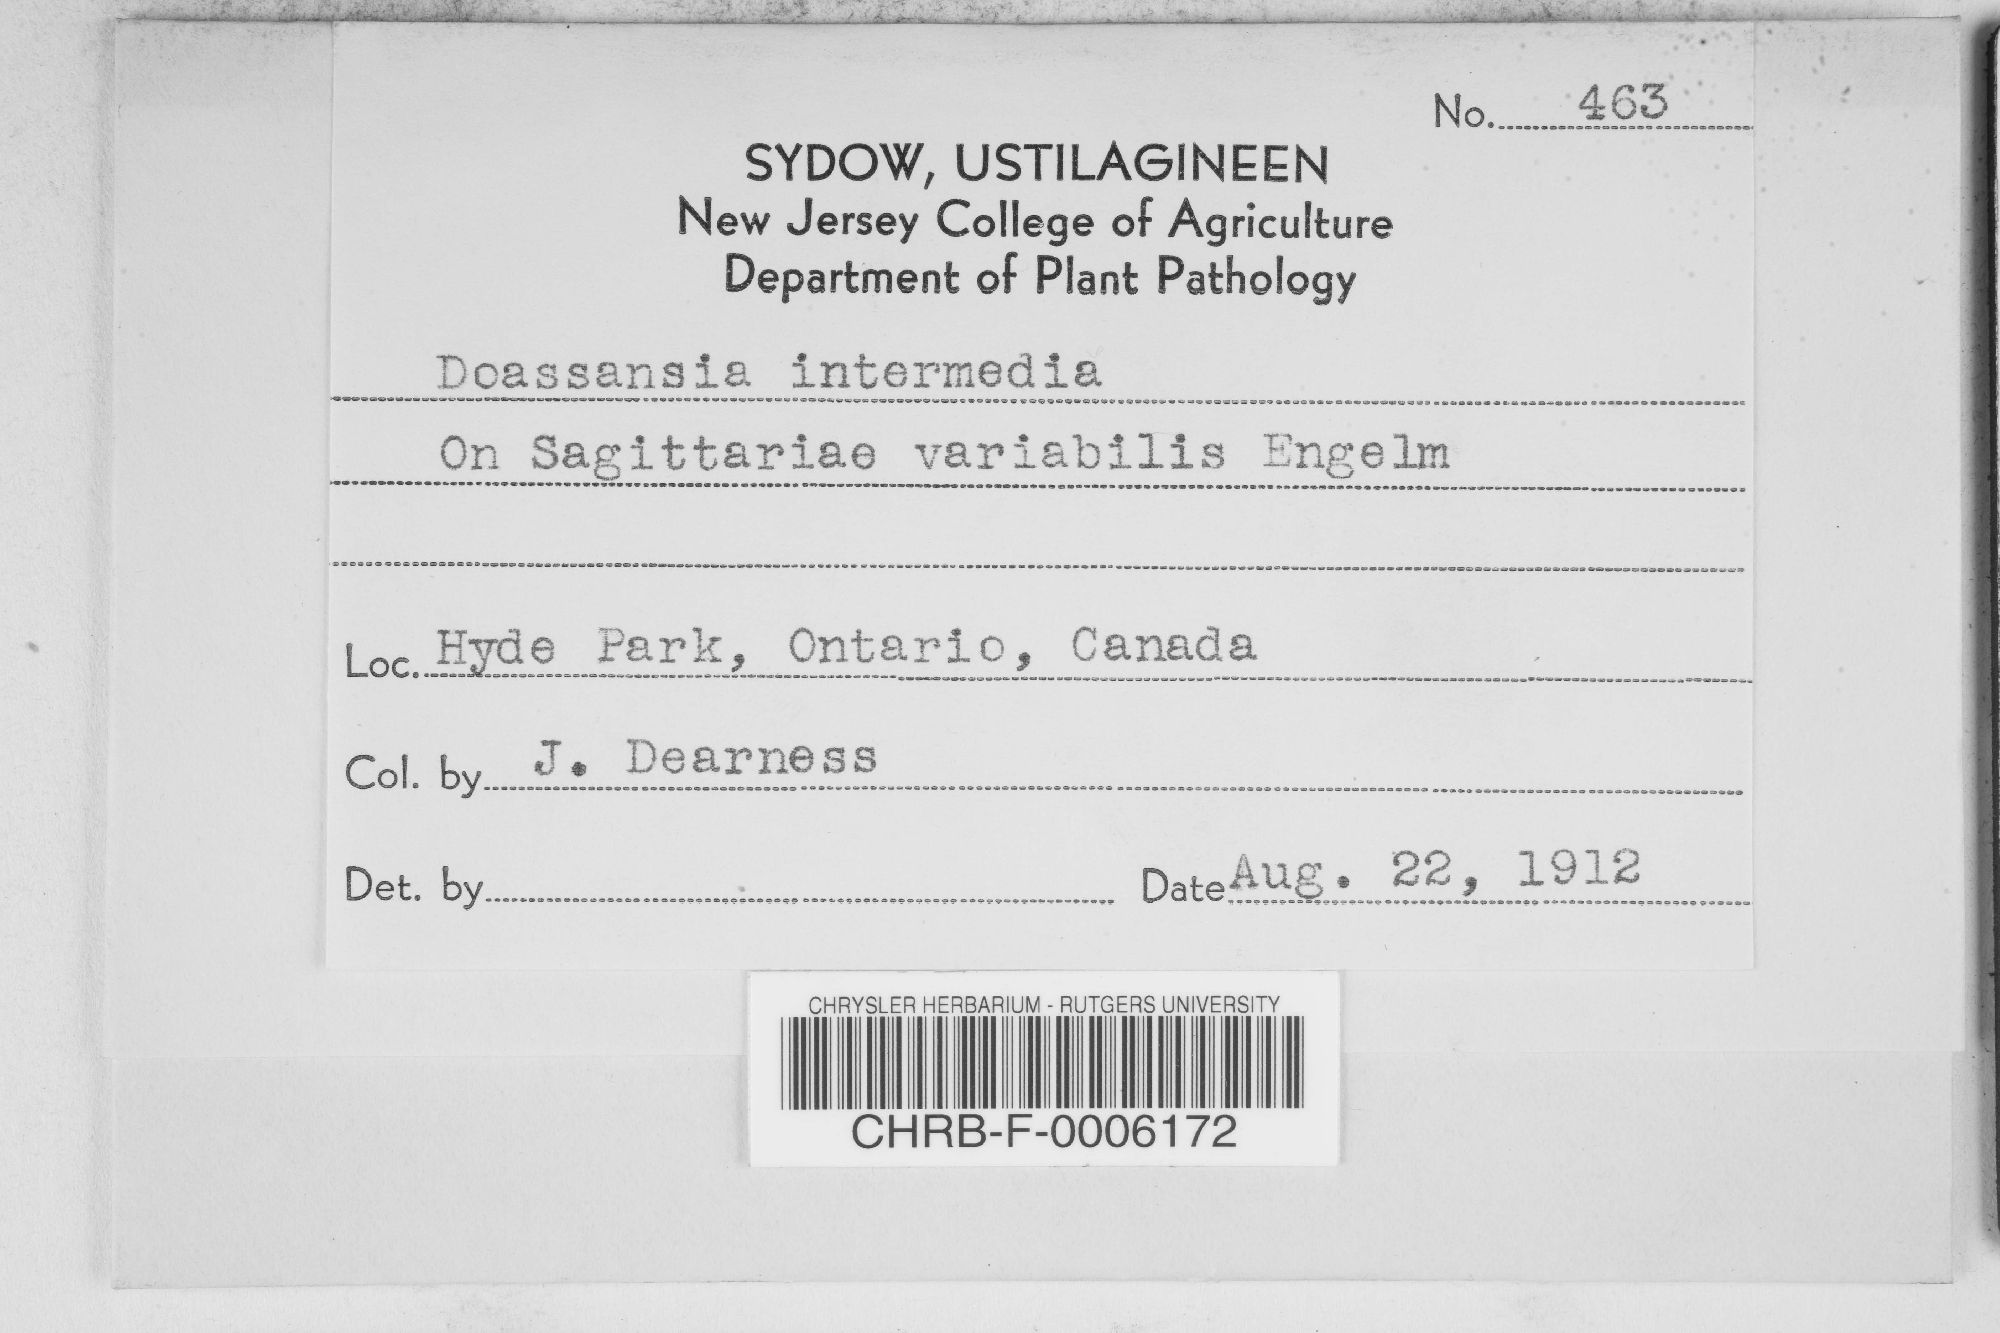 No. 463
SYDOW, USTILAGINEEN
New Jersey College of Agriculture
Department of Plant Pathology
Doassansia intermedia
On Sagittariae variabilis Engelm
Loc. Hyde Park, Ontario, Canada
Col. by J. Dearness
Det. by Date Aug. 22, 1912
CHRYSLER HERBARIUM - RUTGERS UNIVERSITY
CHRB-F-0006172